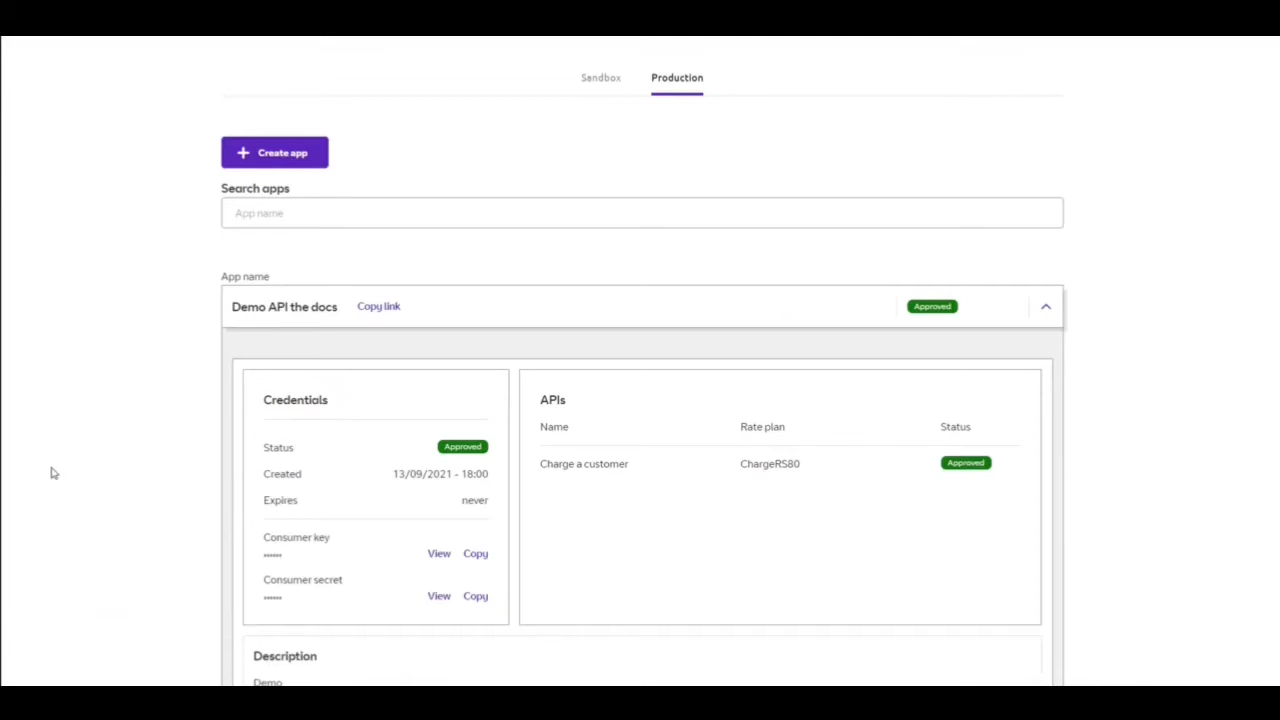 Sandbox Production
Create app
Search apps
App name
App name
Demo API the docs Copy link Approved
Credentials
Status Approved
Created 13/09/2021 - 18:00
Expires never
Consumer key
•••••• View Copy
Consumer secret
•••••• View Copy
APIs
Name Rate plan Status
Charge a customer ChargeRS80 Approved
Description
Demo